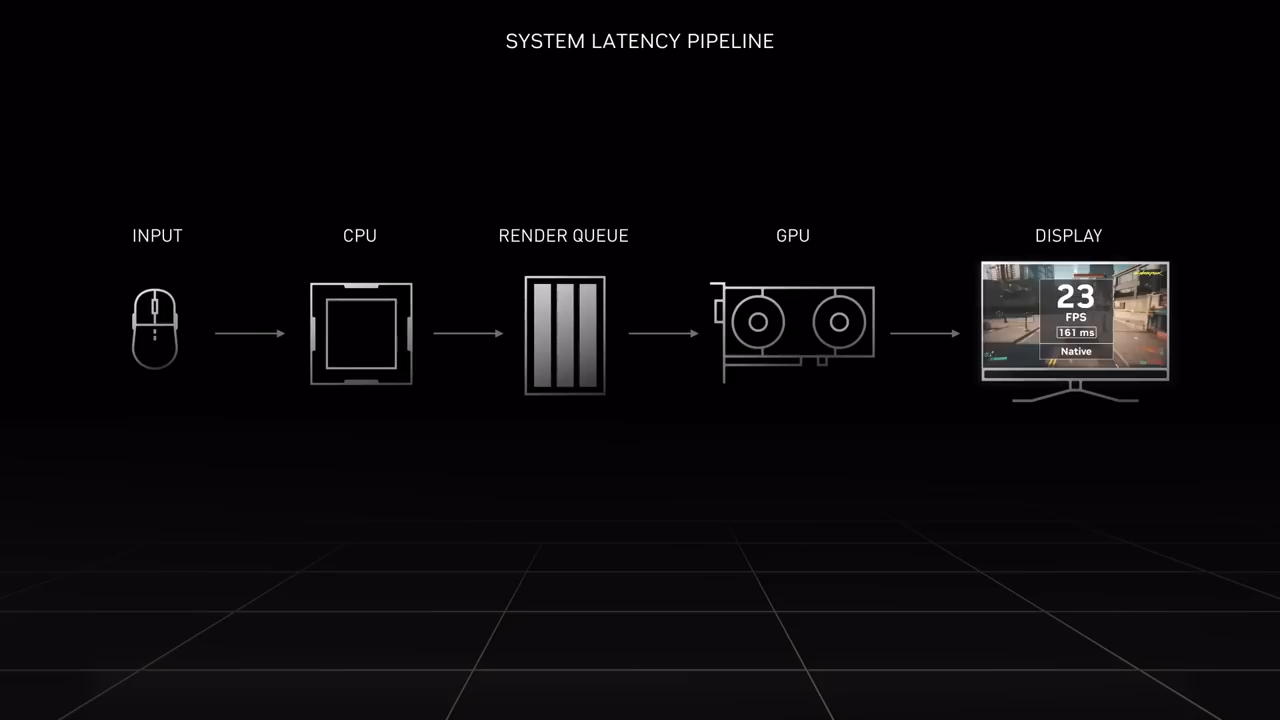 SYSTEM LATENCY PIPELINE
INPUT
CPU
RENDER QUEUE
GPU
DISPLAY
23
FPS
161 ms
Native